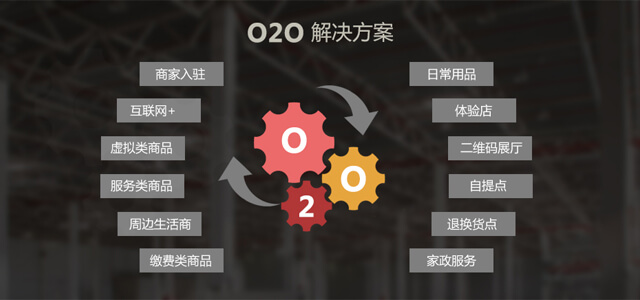 O2O 解决方案
商家入驻
互联网+
虚拟类商品
服务类商品
周边生活商
缴费类商品
O
2
O
日常用品
体验店
二维码展厅
自提点
退换货点
家政服务